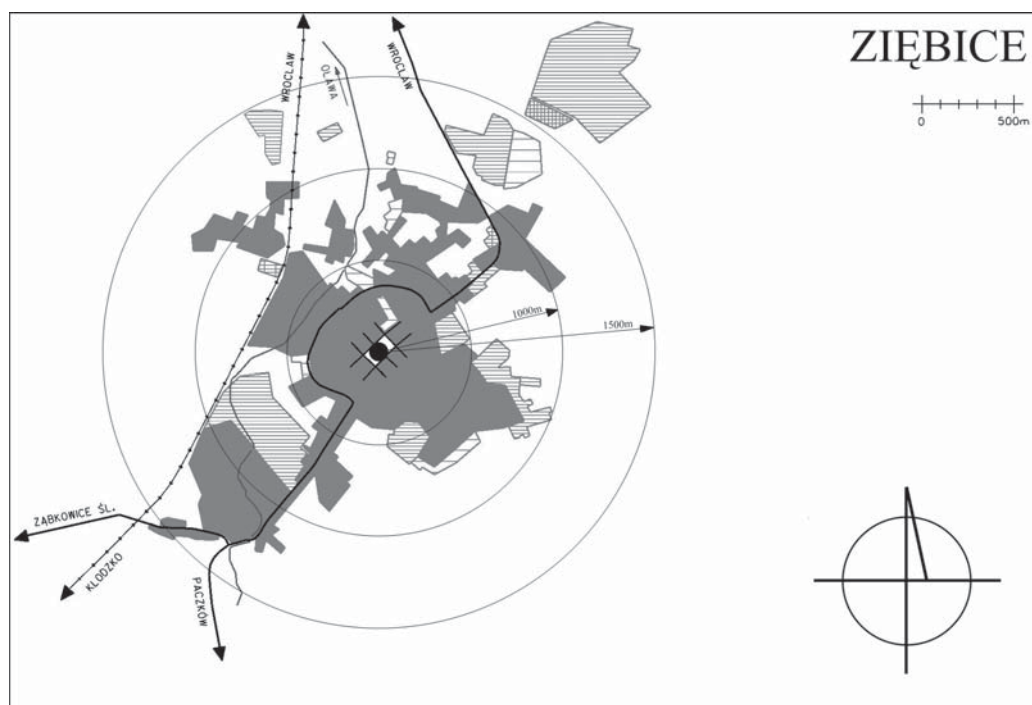 ZIĘBICE
WROCŁAW
WROCŁAW
OŁAWA
0 500m
1000m
1500m
ZĄBKOWICE ŚL.
KŁODZKO
PACZKÓW